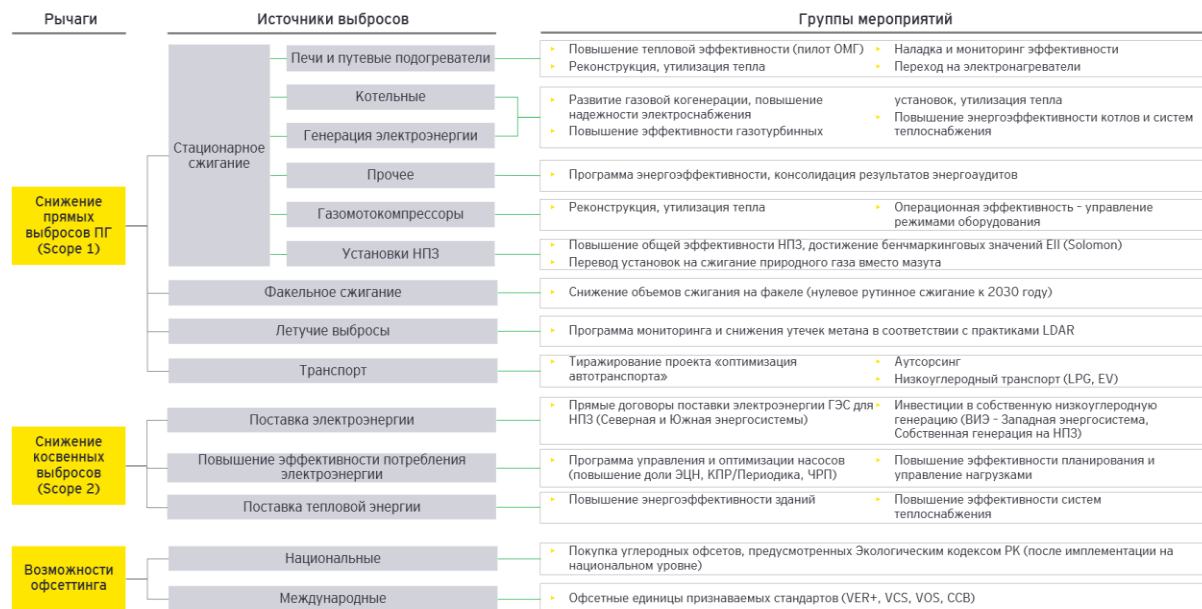 Рычаги
Источники выбросов
Группы мероприятий
Снижение
прямых
выбросов ПГ
(Scope 1)
Стационарное
сжигание
Печи и путевые подогреватели
Повышение тепловой эффективности (пилот ОМГ)
Реконструкция, утилизация тепла
Наладка и мониторинг эффективности
Переход на электронагреватели
Котельные
Генерация электроэнергии
Развитие газовой когенерации, повышение
надежности электроснабжения
Повышение эффективности газотурбинных
установок, утилизация тепла
Повышение энергоэффективности котлов и систем
теплоснабжения
Прочее
Программа энергоэффективности, консолидация результатов энергоаудитов
Газомотокомпрессоры
Реконструкция, утилизация тепла
Операционная эффективность – управление
режимами оборудования
Установки НПЗ
Повышение общей эффективности НПЗ, достижение бенчмаркинговых значений EII (Solomon)
Перевод установок на сжигание природного газа вместо мазута
Факельное сжигание
Снижение объемов сжигания на факеле (нулевое рутинное сжигание к 2030 году)
Летучие выбросы
Программа мониторинга и снижения утечек метана в соответствии с практиками LDAR
Транспорт
Тиражирование проекта «оптимизация
автотранспорта»
Аутсорсинг
Низкоуглеродный транспорт (LPG, EV)
Снижение
косвенных
выбросов
(Scope 2)
Поставка электроэнергии
Прямые договоры поставки электроэнергии ГЭС для
НПЗ (Северная и Южная энергосистемы)
Инвестиции в собственную низкоуглеродную
генерацию (ВИЭ – Западная энергосистема,
Собственная генерация на НПЗ)
Повышение эффективности потребления
электроэнергии
Программа управления и оптимизации насосов
(повышение доли ЭЦН, КПР/Периодика, ЧРП)
Повышение эффективности планирования и
управление нагрузками
Поставка тепловой энергии
Повышение энергоэффективности зданий
Повышение эффективности систем
теплоснабжения
Возможности
офсеттинга
Национальные
Покупка углеродных офсетов, предусмотренных Экологическим кодексом РК (после имплементации на
национальном уровне)
Международные
Офсетные единицы признаваемых стандартов (VER+, VCS, VOS, CCB)